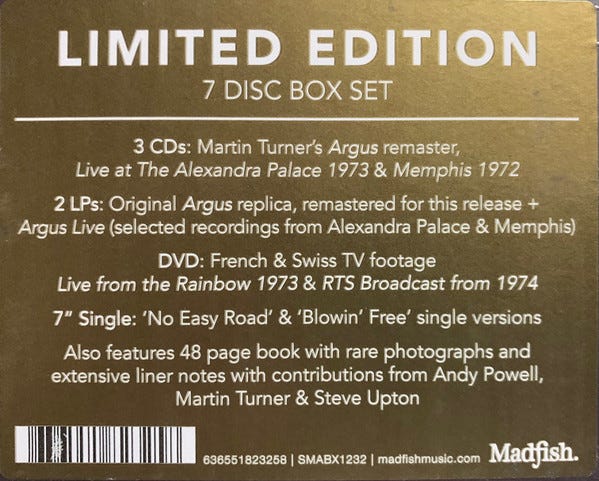 LIMITED EDITION
7 DISC BOX SET
3 CDs: Martin Turner's Argus remaster,
Live at The Alexandra Palace 1973 & Memphis 1972
2 LPs: Original Argus replica, remastered for this release +
Argus Live (selected recordings from Alexandra Palace & Memphis)
DVD: French & Swiss TV footage
Live from the Rainbow 1973 & RTS Broadcast from 1974
7" Single: 'No Easy Road' & 'Blowin' Free' single versions
Also features 48 page book with rare photographs and
extensive liner notes with contributions from Andy Powell,
Martin Turner & Steve Upton
636551823258 | SMABX1232 | madfishmusic.com Madfish.